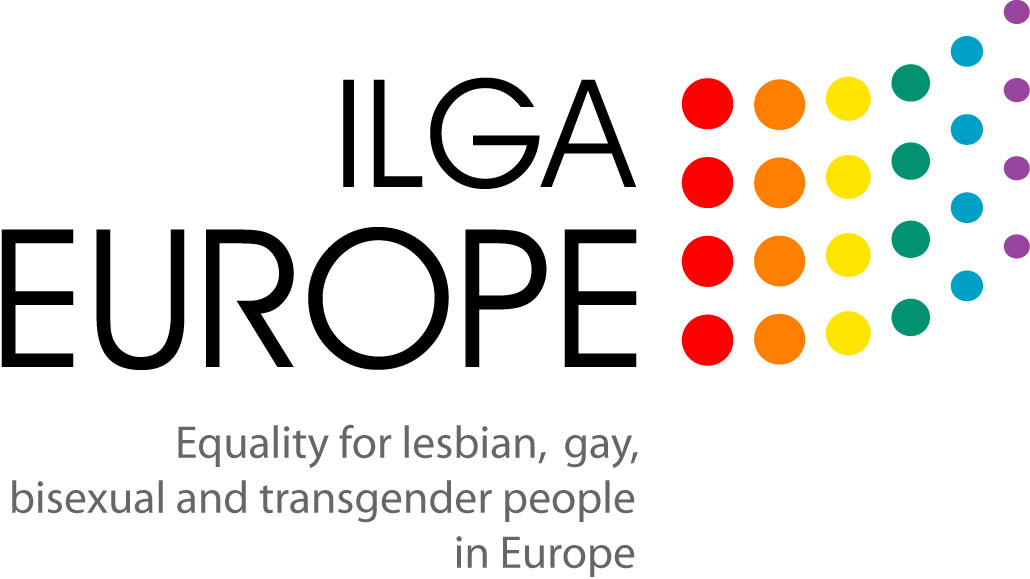 ILGA
EUROPE
Equality for lesbian, gay,
bisexual and transgender people
in Europe